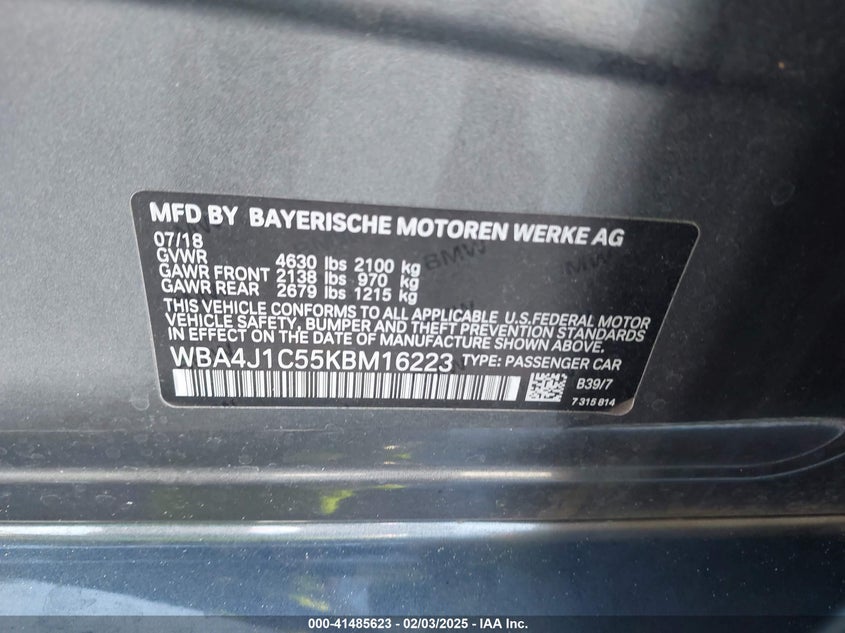 MFD BY BAYERISCHE MOTOREN WERKE AG
07/18
GVWR 4630 lbs 2100 kg
GAWR FRONT 2138 lbs 970 kg
GAWR REAR 2679 lbs 1215 kg
THIS VEHICLE CONFORMS TO ALL APPLICABLE U.S.FEDERAL MOTOR
VEHICLE SAFETY, BUMPER AND THEFT PREVENTION STANDARDS
IN EFFECT ON THE DATE OF MANUFACTURE SHOWN ABOVE.
WBA4J1C55KBM16223 TYPE: PASSENGER CAR
B39/7
7 315 814
BMW
000-41485623 - 02/03/2025 - IAA Inc.